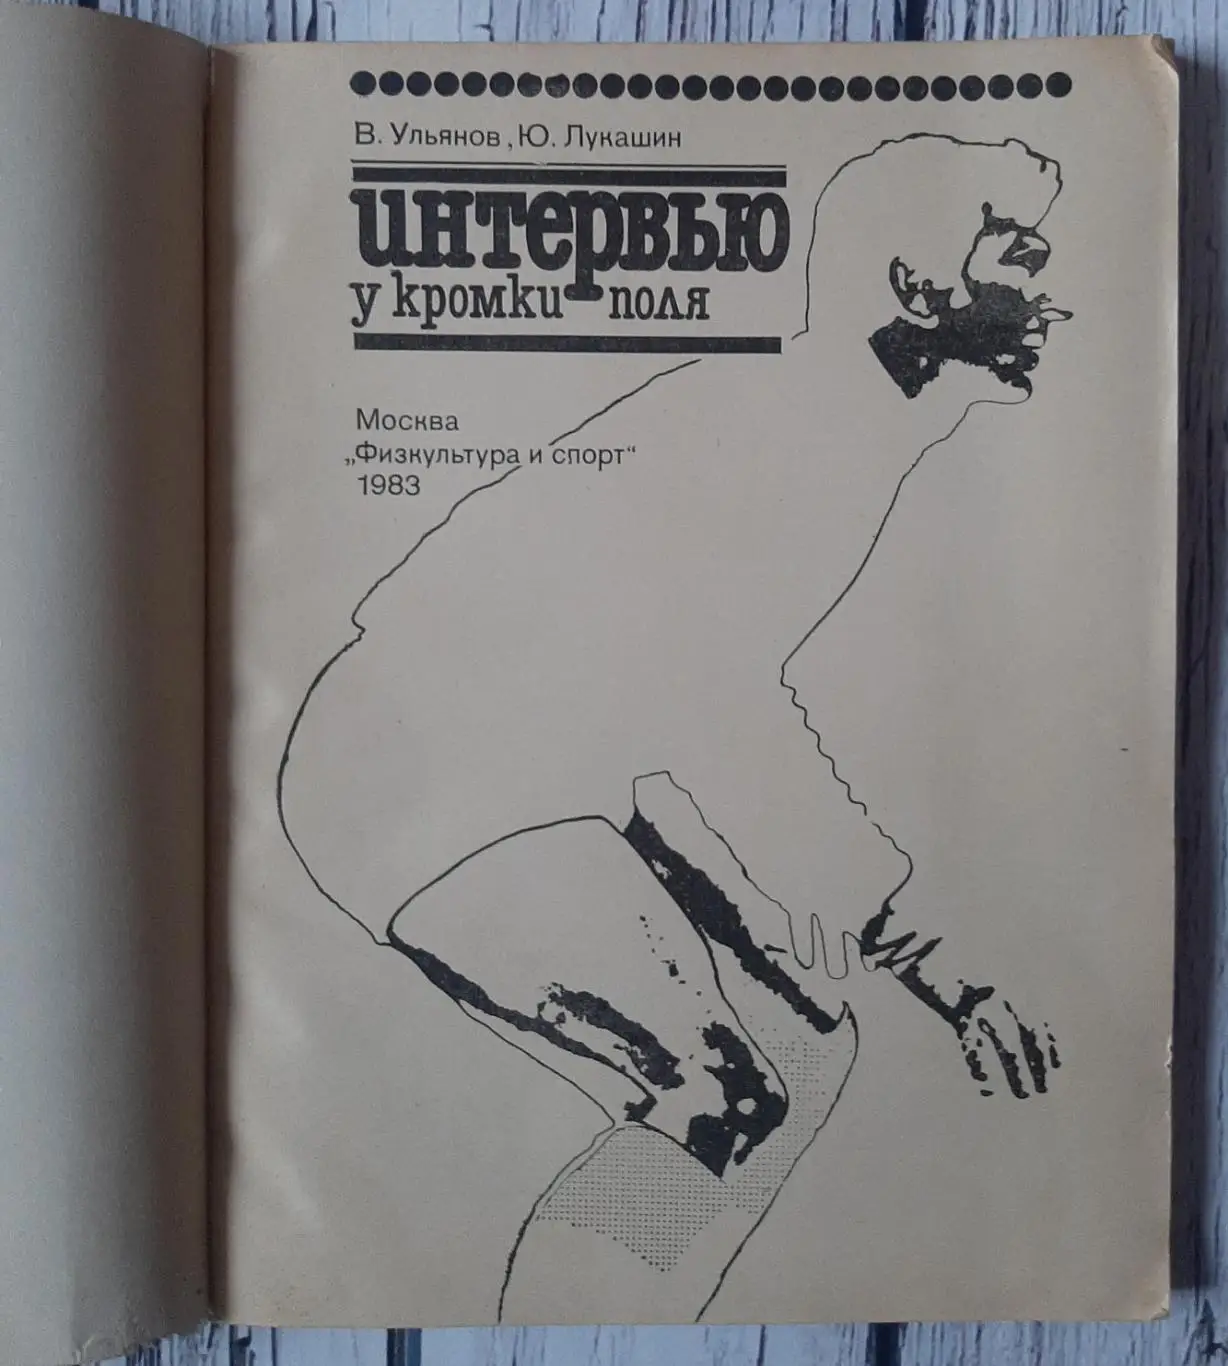 В. Ульянов, Ю. Лукашин
интервью
у кромки поля
Москва
„Физкультура и спорт“
1983